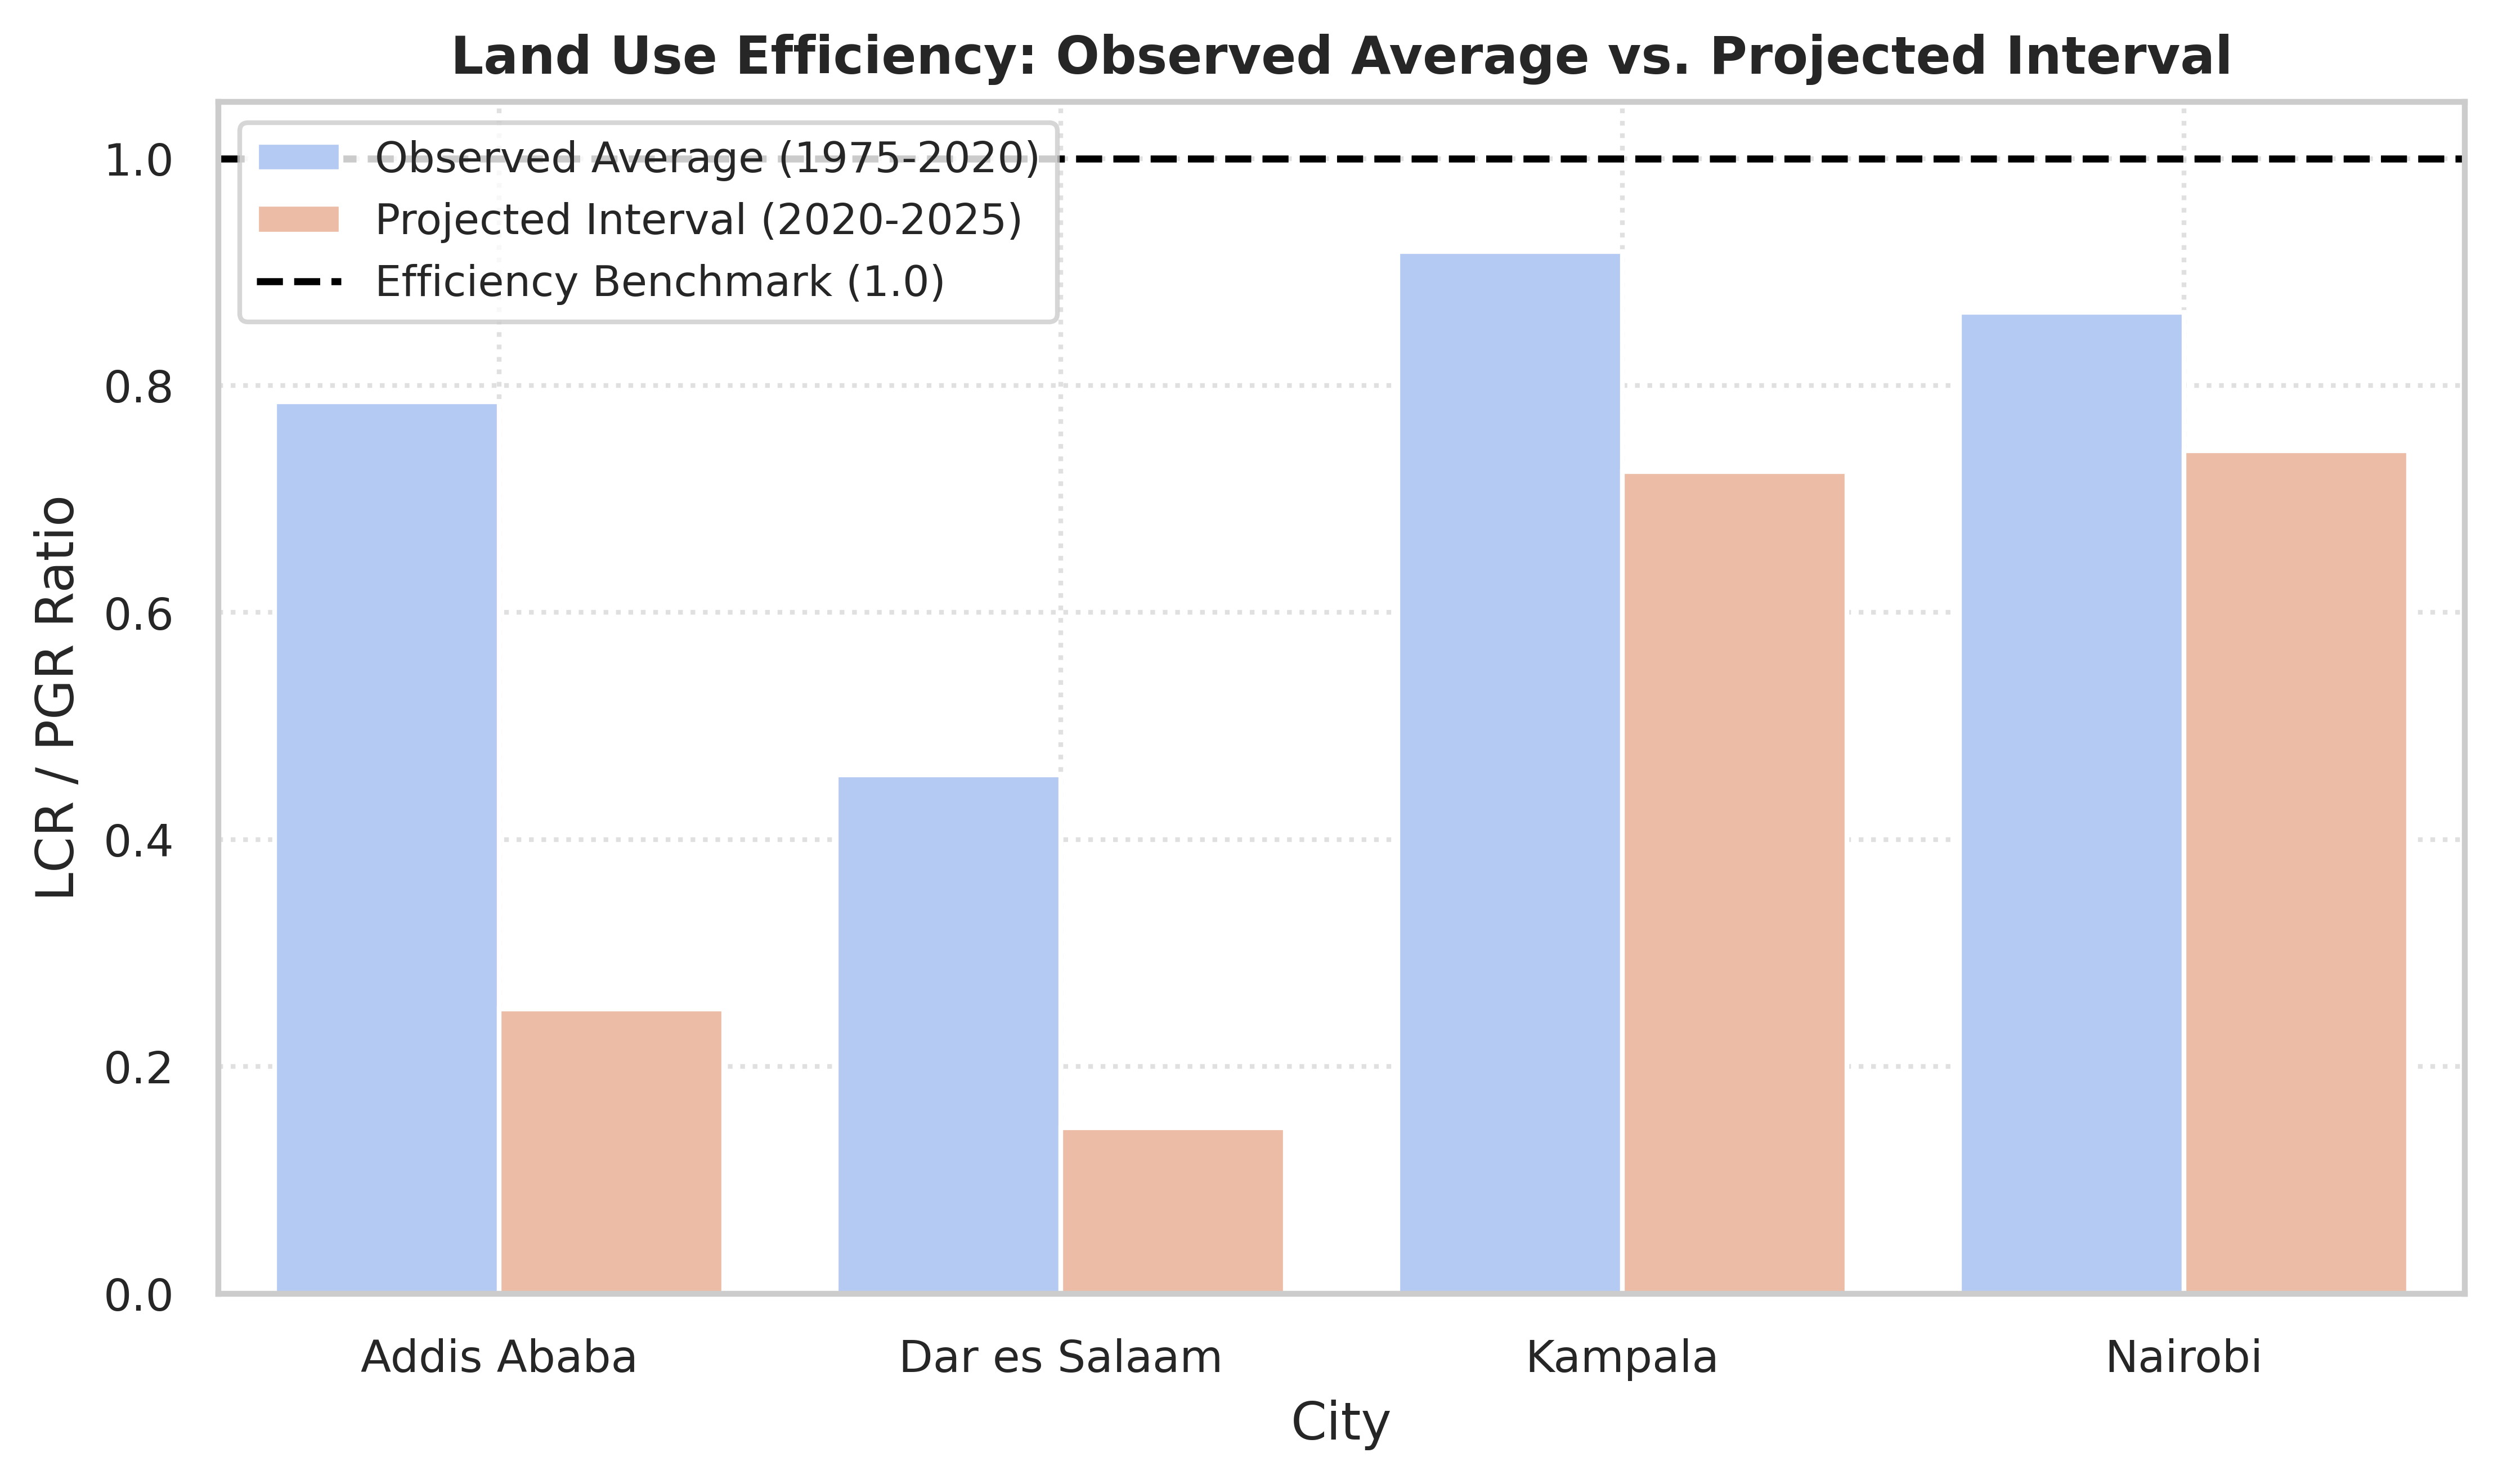 Land Use Efficiency: Observed Average vs. Projected Interval
Observed Average (1975-2020)
Projected Interval (2020-2025)
Efficiency Benchmark (1.0)
LCR / PGR Ratio
1.0
0.8
0.6
0.4
0.2
0.0
Addis Ababa
Dar es Salaam
Kampala
Nairobi
City